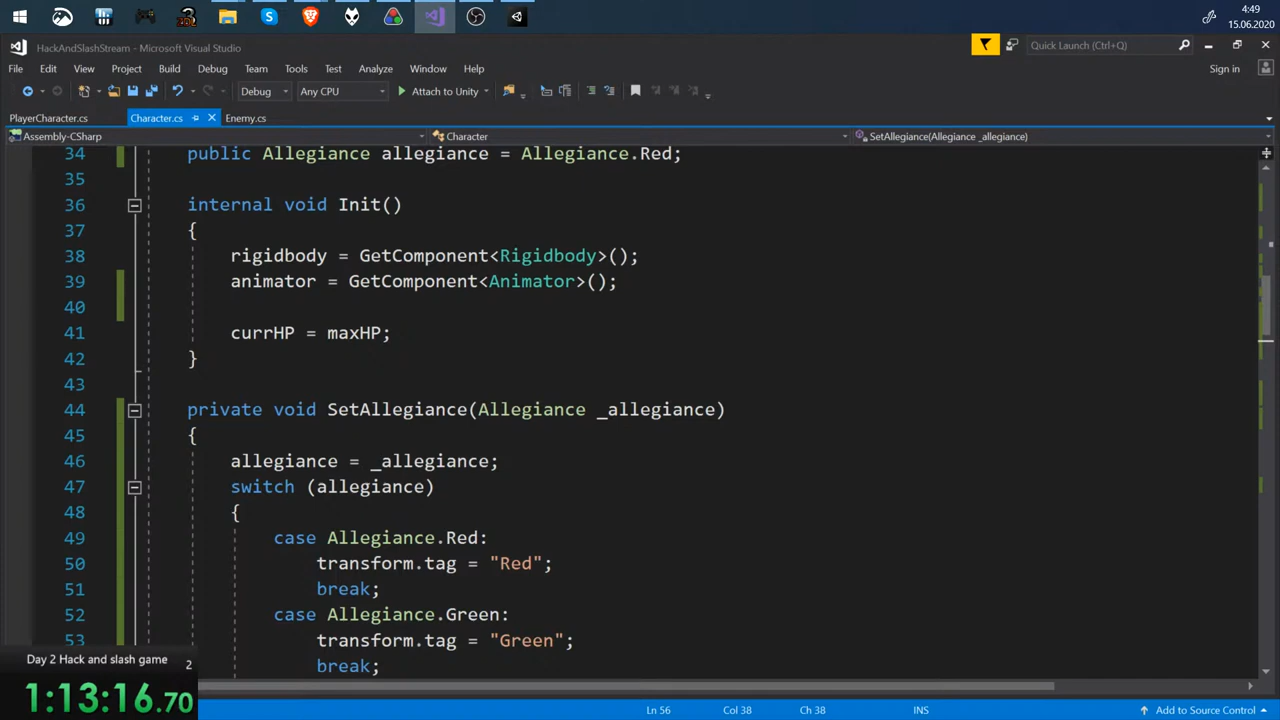 4:49
15.06.2020
HackAndSlashStream - Microsoft Visual Studio
Quick Launch (Ctrl+Q)
File Edit View Project Build Debug Team Tools Test Analyze Window Help
Sign in
Debug Any CPU Attach to Unity
PlayerCharacter.cs Character.cs Enemy.cs
Assembly-CSharp Character SetAllegiance(Allegiance _allegiance)
34 public Allegiance allegiance = Allegiance.Red;
35
36 internal void Init()
37 {
38 rigidbody = GetComponent<Rigidbody>();
39 animator = GetComponent<Animator>();
40
41 currHP = maxHP;
42 }
43
44 private void SetAllegiance(Allegiance _allegiance)
45 {
46 allegiance = _allegiance;
47 switch (allegiance)
48 {
49 case Allegiance.Red:
50 transform.tag = "Red";
51 break;
52 case Allegiance.Green:
53 transform.tag = "Green";
break;
Day 2 Hack and slash game 2
1:13:16.70
Ln 56 Col 38 Ch 38 INS Add to Source Control